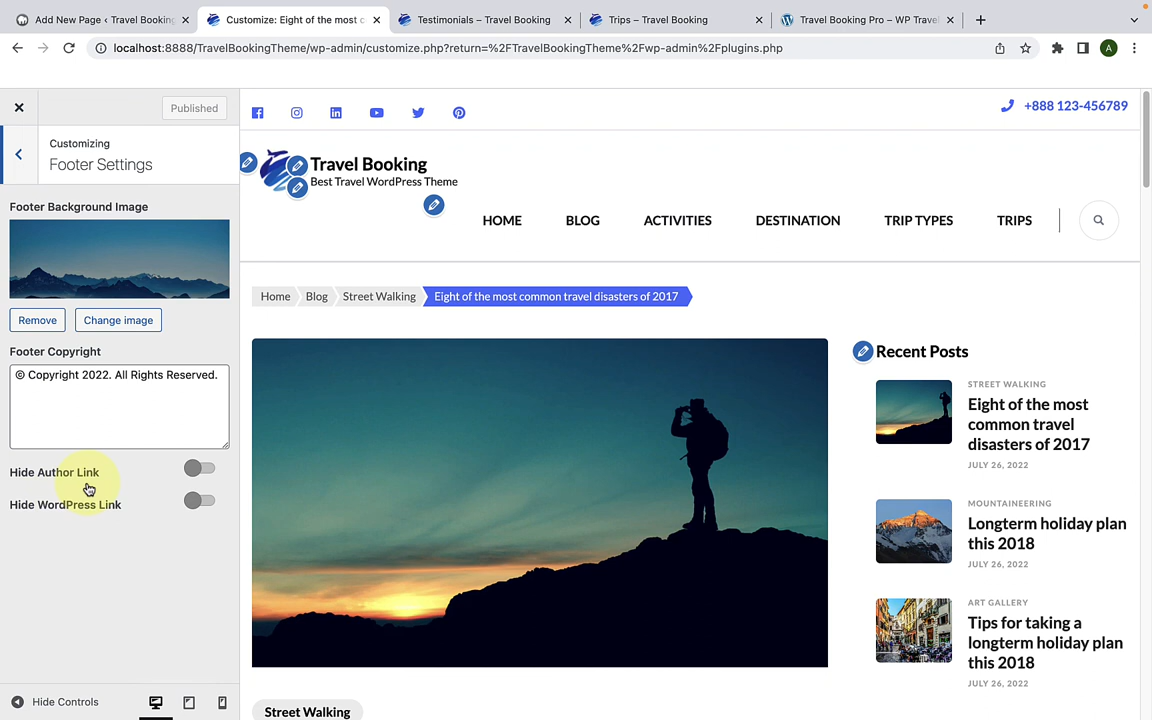 Add New Page ‹ Travel Booking
Customize: Eight of the most c
Testimonials – Travel Booking
Trips – Travel Booking
Travel Booking Pro – WP Travel
localhost:8888/TravelBookingTheme/wp-admin/customize.php?return=%2FTravelBookingTheme%2Fwp-admin%2Fplugins.php
A
Published
Customizing
Footer Settings
Footer Background Image
Remove
Change image
Footer Copyright
© Copyright 2022. All Rights Reserved.
Hide Author Link
Hide WordPress Link
Hide Controls
+888 123-456789
Travel Booking
Best Travel WordPress Theme
HOME
BLOG
ACTIVITIES
DESTINATION
TRIP TYPES
TRIPS
Home
Blog
Street Walking
Eight of the most common travel disasters of 2017
Street Walking
Recent Posts
STREET WALKING
Eight of the most
common travel
disasters of 2017
JULY 26, 2022
MOUNTAINEERING
Longterm holiday plan
this 2018
JULY 26, 2022
ART GALLERY
Tips for taking a
longterm holiday plan
this 2018
JULY 26, 2022